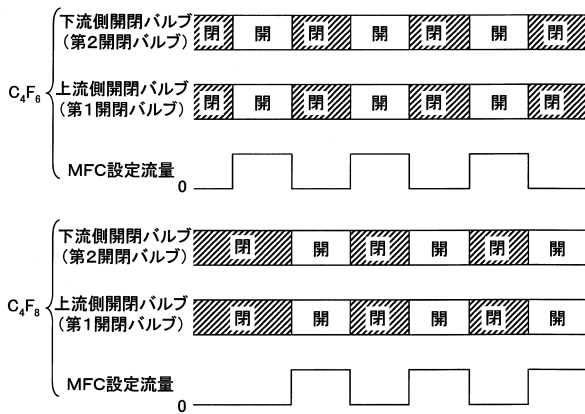 下流側開閉バルブ
(第2開閉バルブ)
閉 開 閉 開 閉 開 閉
C4F6
上流側開閉バルブ
(第1開閉バルブ)
閉 開 閉 開 閉 開 閉
MFC設定流量
0
下流側開閉バルブ
(第2開閉バルブ)
閉 開 閉 開 閉 開
C4F8
上流側開閉バルブ
(第1開閉バルブ)
閉 開 閉 開 閉 開
MFC設定流量
0